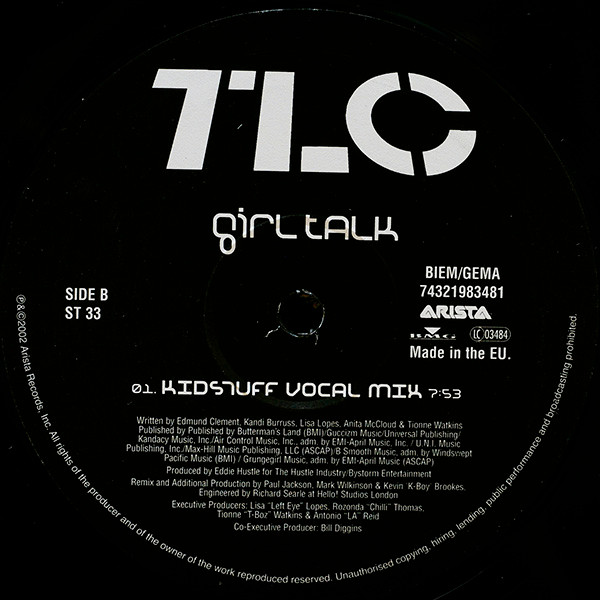 TLC
girl talk
SIDE B
ST 33
BIEM/GEMA
74321983481
ARISTA
BMG LC 03484
Made in the EU.
01. KIDSTUFF VOCAL MIX 7:53
Written by Edmund Clement, Kandi Burruss, Lisa Lopes, Anita McCloud & Tionne Watkins
Published by Published by Butterman's Land (BMI)/Guccizm Music/Universal Publishing/
Kandacy Music, Inc./Air Control Music, Inc., adm. by EMI-April Music, Inc. / U.N.I. Music
Publishing, Inc./Max-Hill Music Publishing, LLC (ASCAP)/B Smooth Music, adm. by Windswept
Pacific Music (BMI) / Grungegirl Music, adm. by EMI-April Music (ASCAP)
Produced by Eddie Hustle for The Hustle Industry/Bystorm Entertainment
Remix and Additional Production by Paul Jackson, Mark Wilkinson & Kevin 'K-Boy' Brookes.
Engineered by Richard Searle at Hello! Studios London
Executive Producers: Lisa "Left Eye" Lopes, Rozonda "Chilli" Thomas,
Tionne "T-Boz" Watkins & Antonio "LA" Reid
Co-Executive Producer: Bill Diggins
℗&©2002 Arista Records, Inc. All rights of the producer and of the owner of the work reproduced reserved. Unauthorised copying, hiring, lending, public performance and broadcasting prohibited.